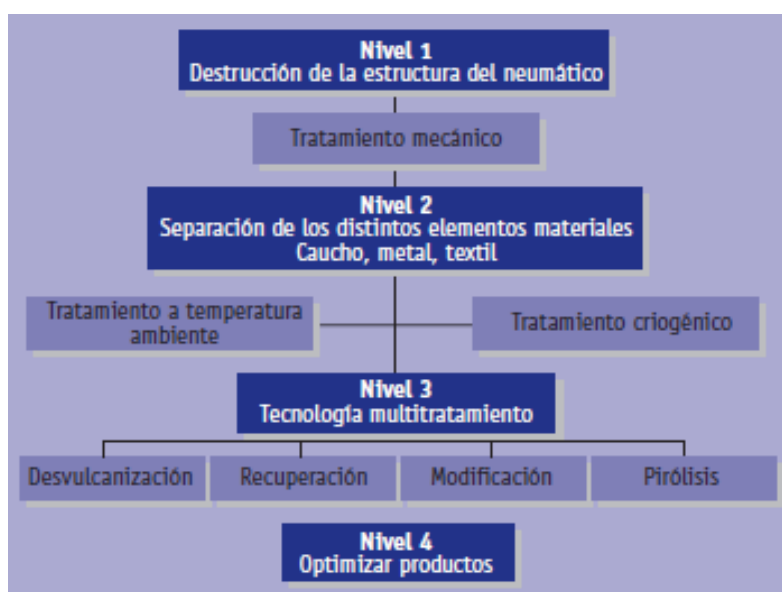 Nivel 1
Destrucción de la estructura del neumático
Tratamiento mecánico
Nivel 2
Separación de los distintos elementos materiales
Caucho, metal, textil
Tratamiento a temperatura
ambiente
Tratamiento criogénico
Nivel 3
Tecnología multitratamiento
Desvulcanización
Recuperación
Modificación
Pirólisis
Nivel 4
Optimizar productos